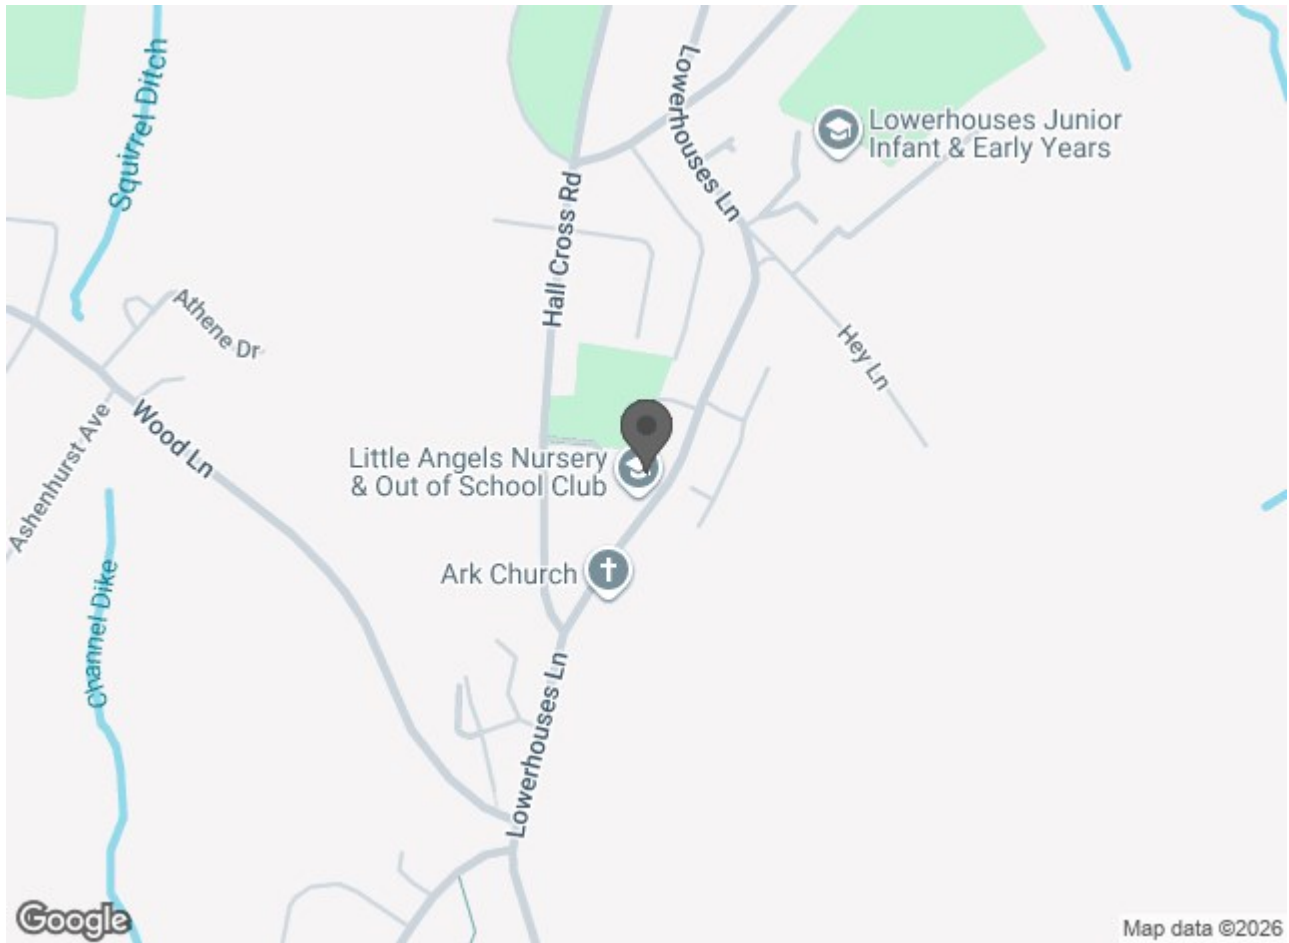 Squirrel Ditch
Lowerhouses Ln
Lowerhouses Junior
Infant & Early Years
Hall Cross Rd
Athene Dr
Hey Ln
Wood Ln
Ashenhurst Ave
Little Angels Nursery
& Out of School Club
Ark Church
Channel Dike
Lowerhouses Ln
Google
Map data ©2026